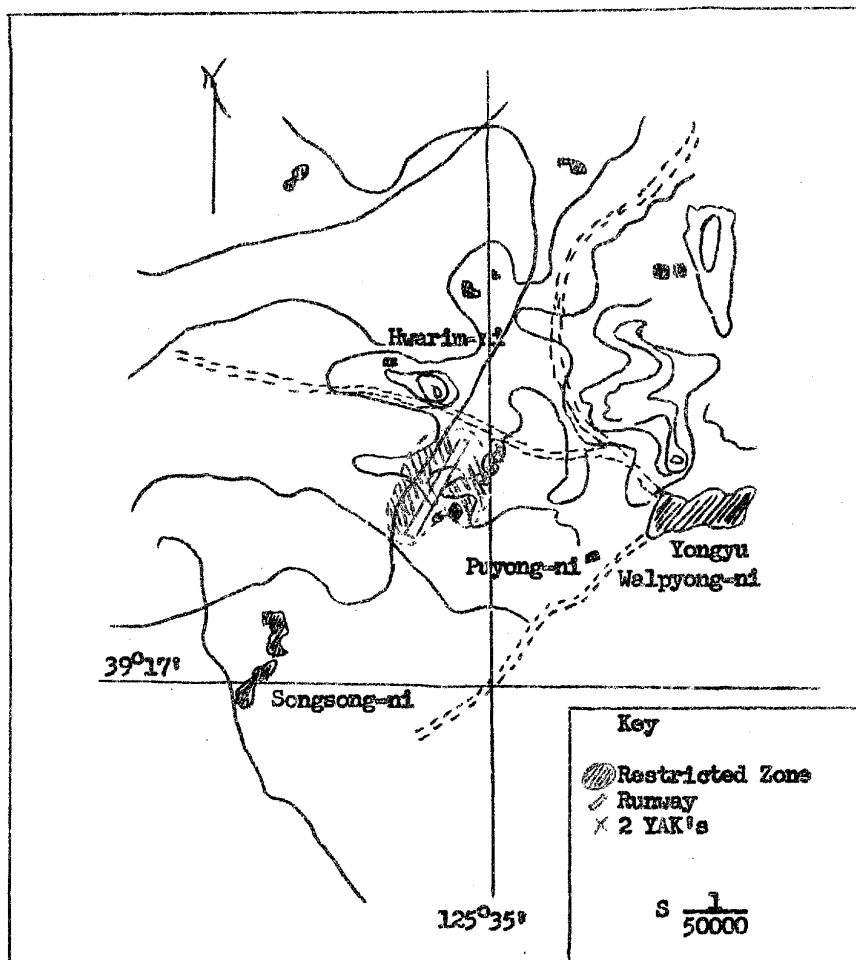 N
Hwarim-ni
Puyong-ni
Yongyu
Walpyong-ni
39°17'
Songsong-ni
Key
Restricted Zone
Runway
2 YAK's
125°35'
S 1
50000